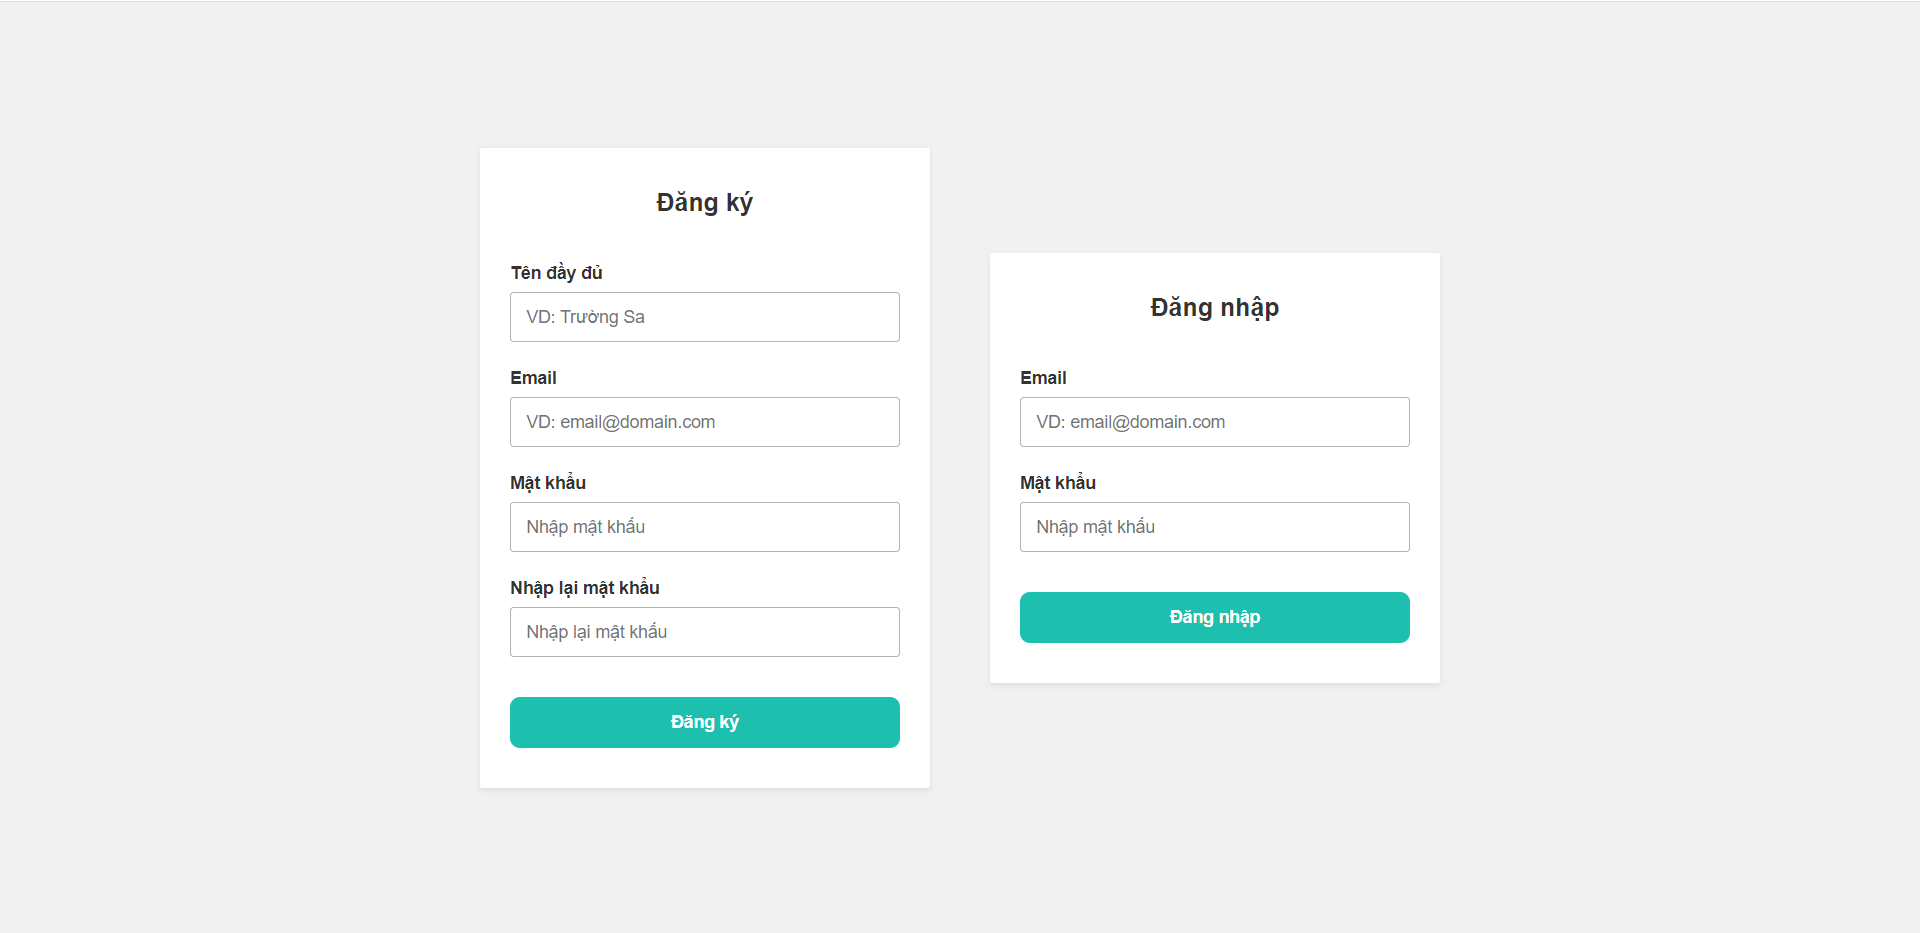 Đăng ký
Tên đầy đủ
VD: Trường Sa
Email
VD: email@domain.com
Mật khẩu
Nhập mật khẩu
Nhập lại mật khẩu
Nhập lại mật khẩu
Đăng ký
Đăng nhập
Email
VD: email@domain.com
Mật khẩu
Nhập mật khẩu
Đăng nhập